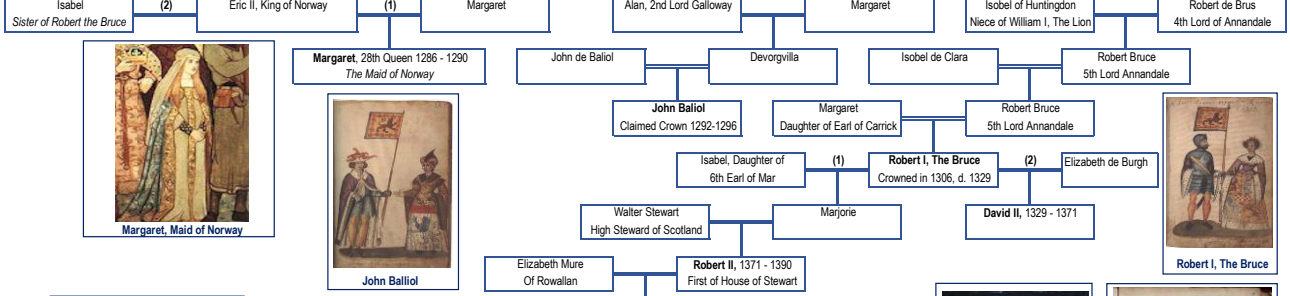 Isabel
Sister of Robert the Bruce
(2)
Eric II, King of Norway
(1)
Margaret
Alan, 2nd Lord Galloway
Margaret
Isobel of Huntingdon
Niece of William I, The Lion
Robert de Brus
4th Lord of Annandale
Margaret, 28th Queen 1286 - 1290
The Maid of Norway
John de Baliol
Devorgvilla
Isobel de Clara
Robert Bruce
5th Lord Annandale
John Baliol
Claimed Crown 1292-1296
Margaret
Daughter of Earl of Carrick
Robert Bruce
5th Lord Annandale
Isabel, Daughter of
6th Earl of Mar
(1)
Robert I, The Bruce
Crowned in 1306, d. 1329
(2)
Elizabeth de Burgh
Walter Stewart
High Steward of Scotland
Marjorie
David II, 1329 - 1371
Margaret, Maid of Norway
Elizabeth Mure
Of Rowallan
Robert II, 1371 - 1390
First of House of Stewart
John Balliol
Robert I, The Bruce